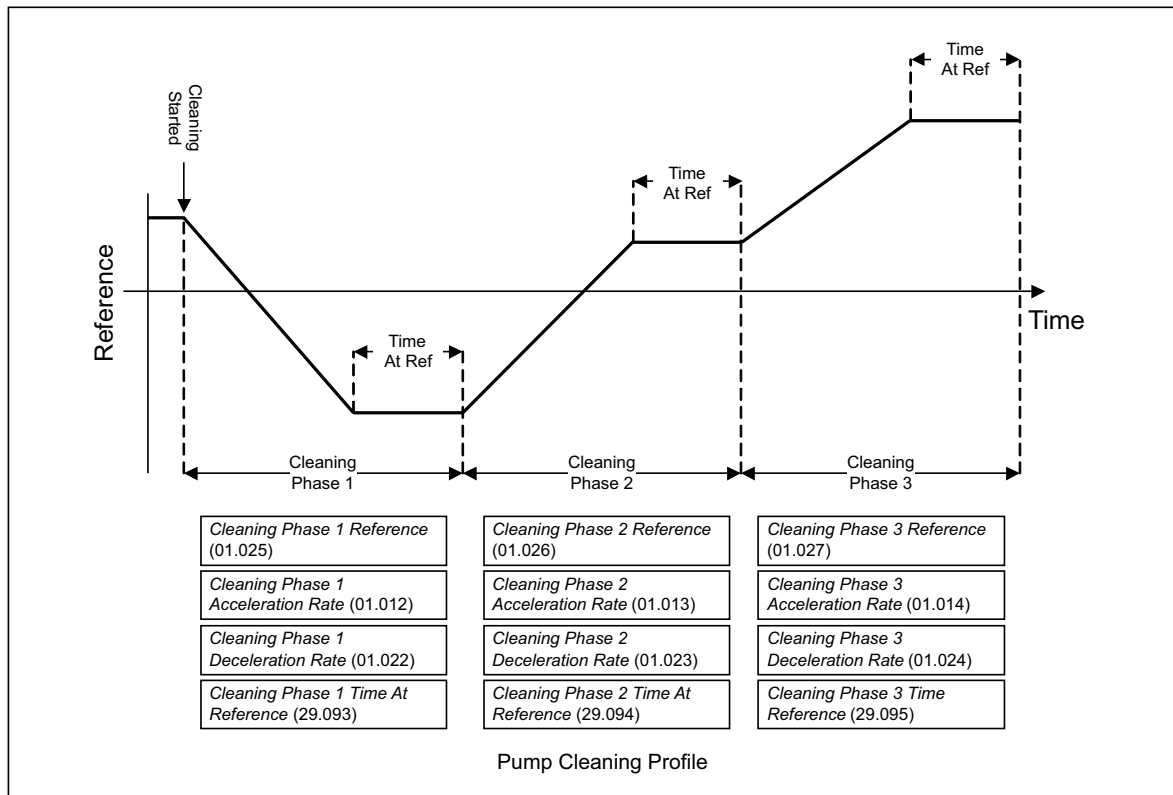 Cleaning
Started
Time
At Ref
Time
At Ref
Time
At Ref
Reference
Time
Cleaning
Phase 1
Cleaning
Phase 2
Cleaning
Phase 3
Cleaning Phase 1 Reference
(01.025)
Cleaning Phase 1
Acceleration Rate (01.012)
Cleaning Phase 1
Deceleration Rate (01.022)
Cleaning Phase 1 Time At
Reference (29.093)
Cleaning Phase 2 Reference
(01.026)
Cleaning Phase 2
Acceleration Rate (01.013)
Cleaning Phase 2
Deceleration Rate (01.023)
Cleaning Phase 2 Time At
Reference (29.094)
Cleaning Phase 3 Reference
(01.027)
Cleaning Phase 3
Acceleration Rate (01.014)
Cleaning Phase 3
Deceleration Rate (01.024)
Cleaning Phase 3 Time
Reference (29.095)
Pump Cleaning Profile